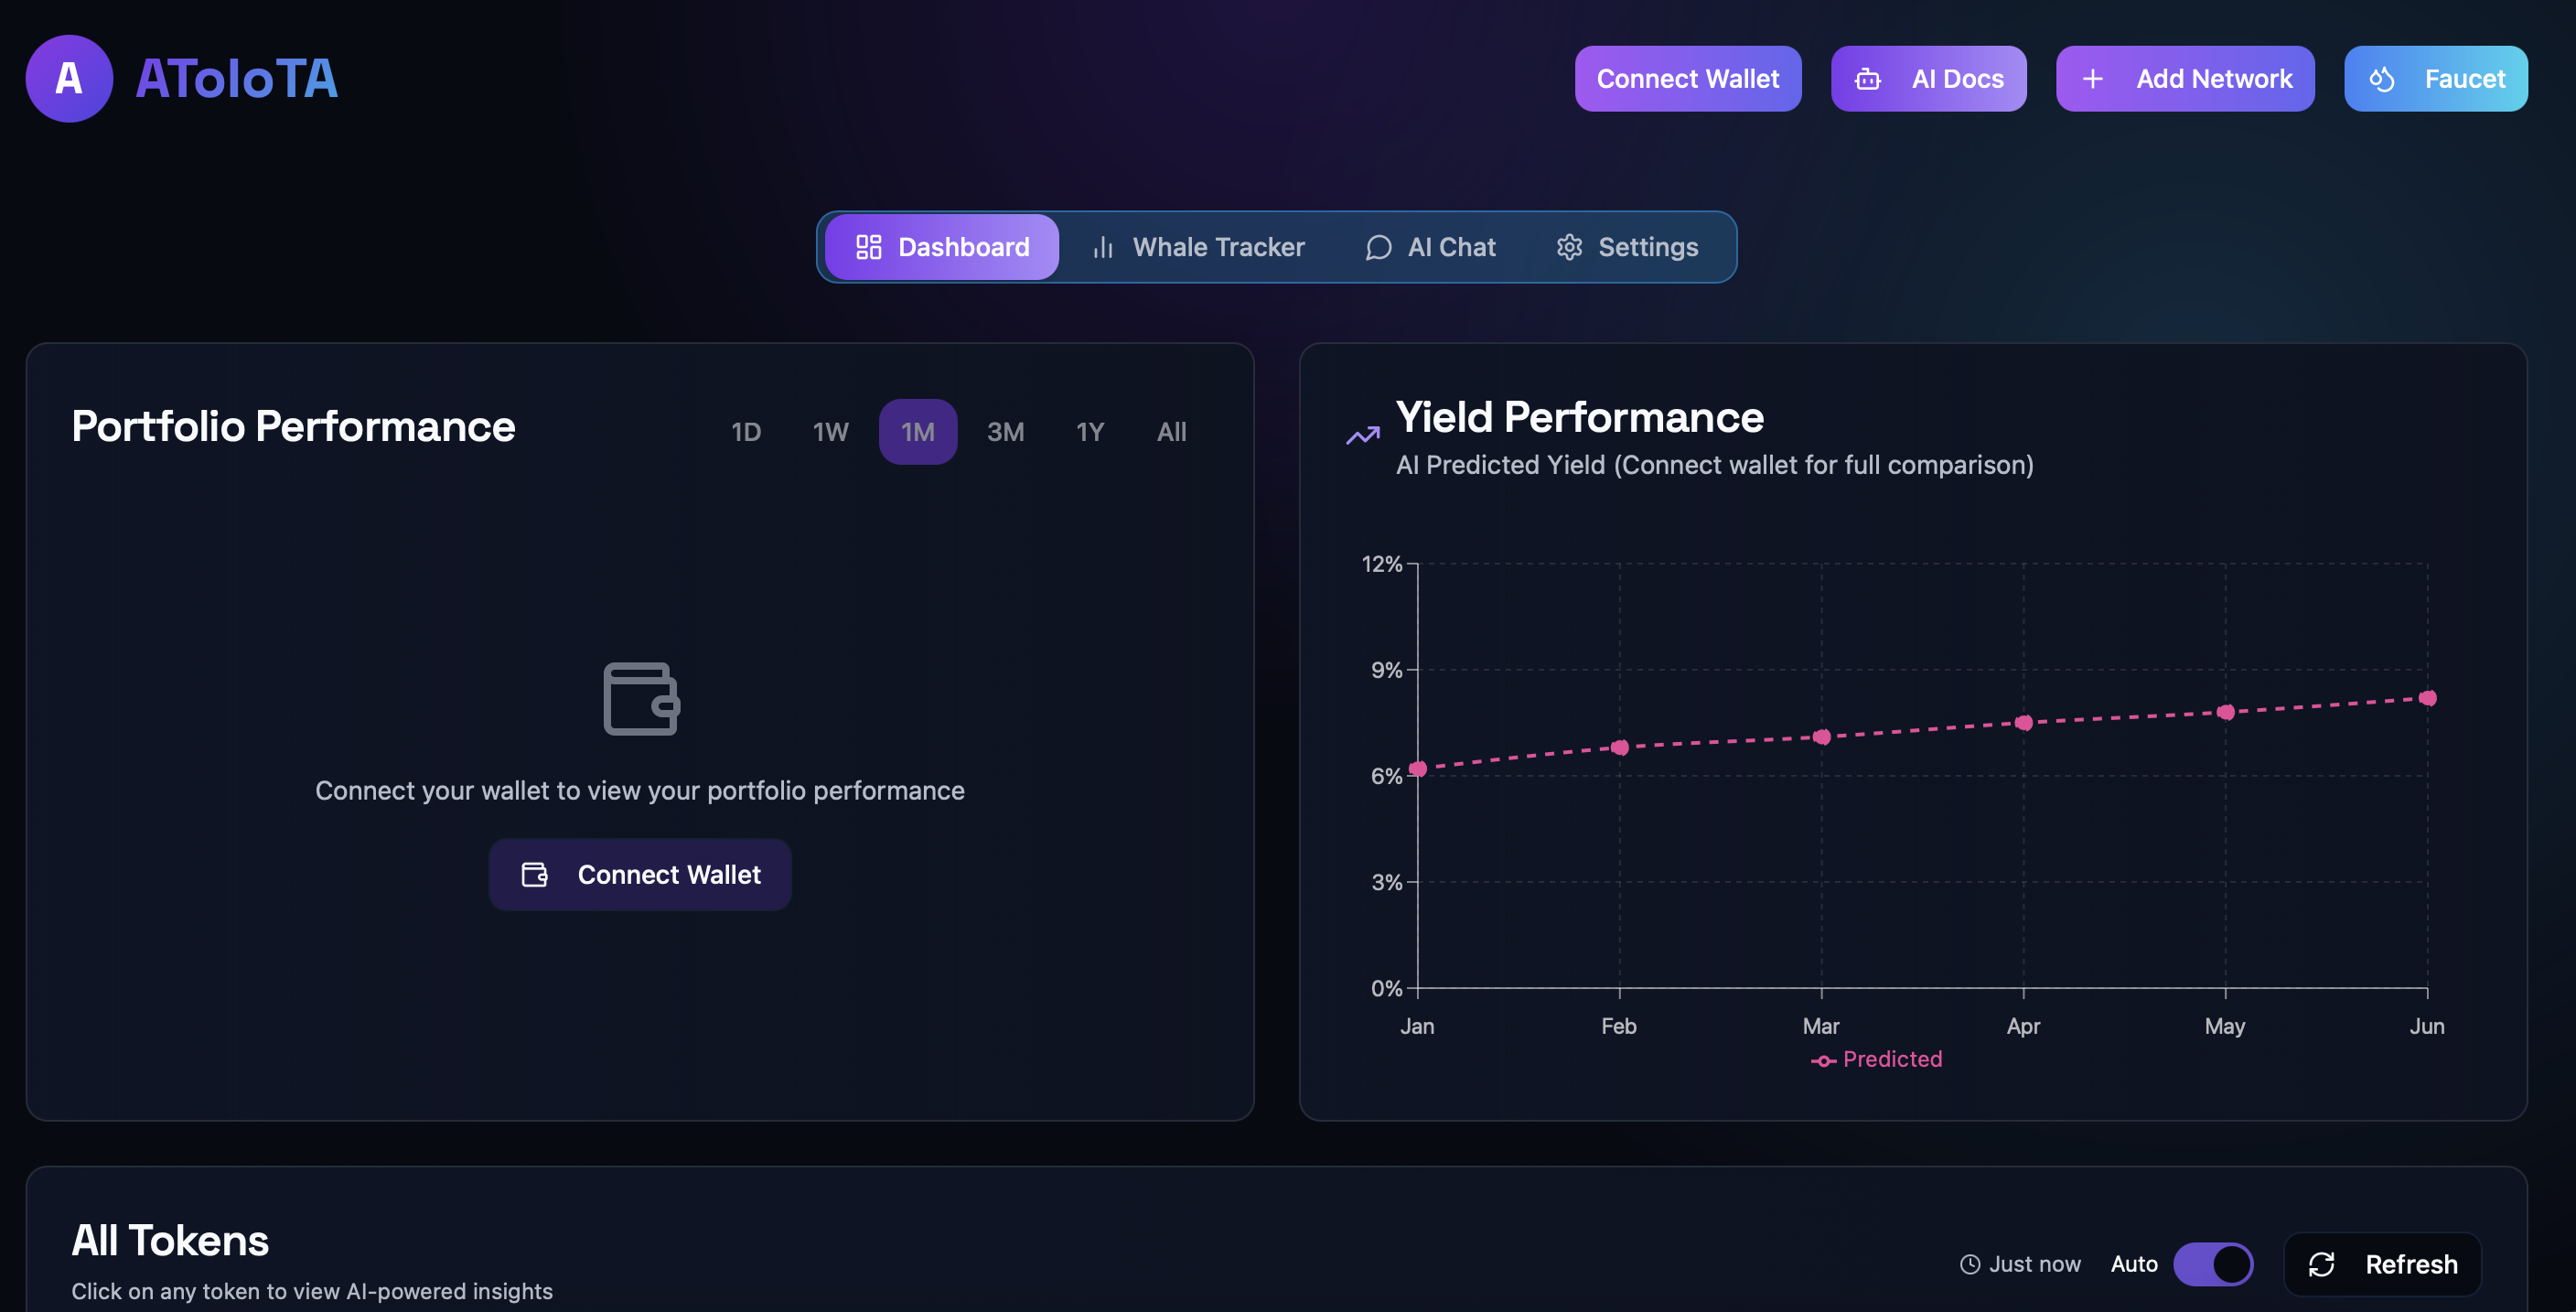 A
AToIoTA
Connect Wallet
AI Docs
Add Network
Faucet
Dashboard
Whale Tracker
AI Chat
Settings
Portfolio Performance
1D
1W
1M
3M
1Y
All
Connect your wallet to view your portfolio performance
Connect Wallet
Yield Performance
AI Predicted Yield (Connect wallet for full comparison)
12%
9%
6%
3%
0%
Jan
Feb
Mar
Apr
May
Jun
Predicted
All Tokens
Click on any token to view AI-powered insights
Just now
Auto
Refresh